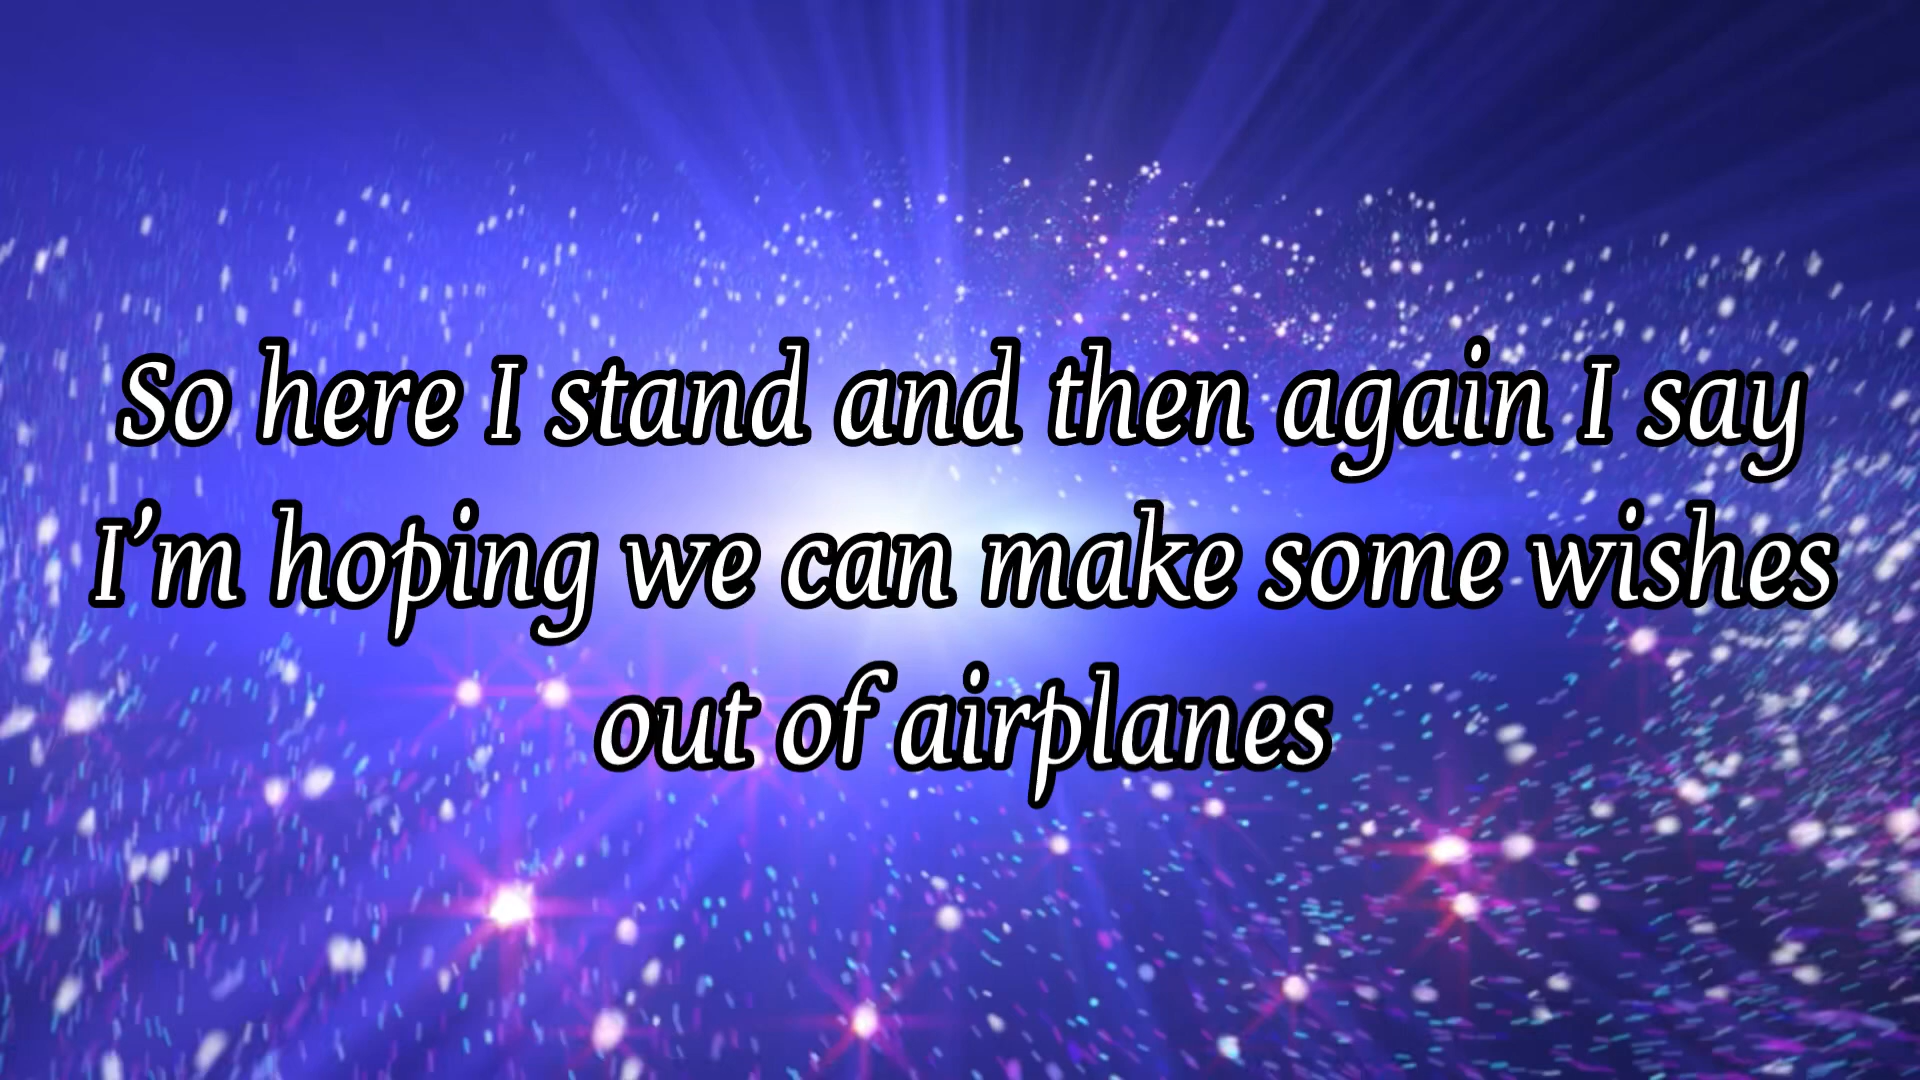 So here I stand and then again I say
I’m hoping we can make some wishes
out of airplanes